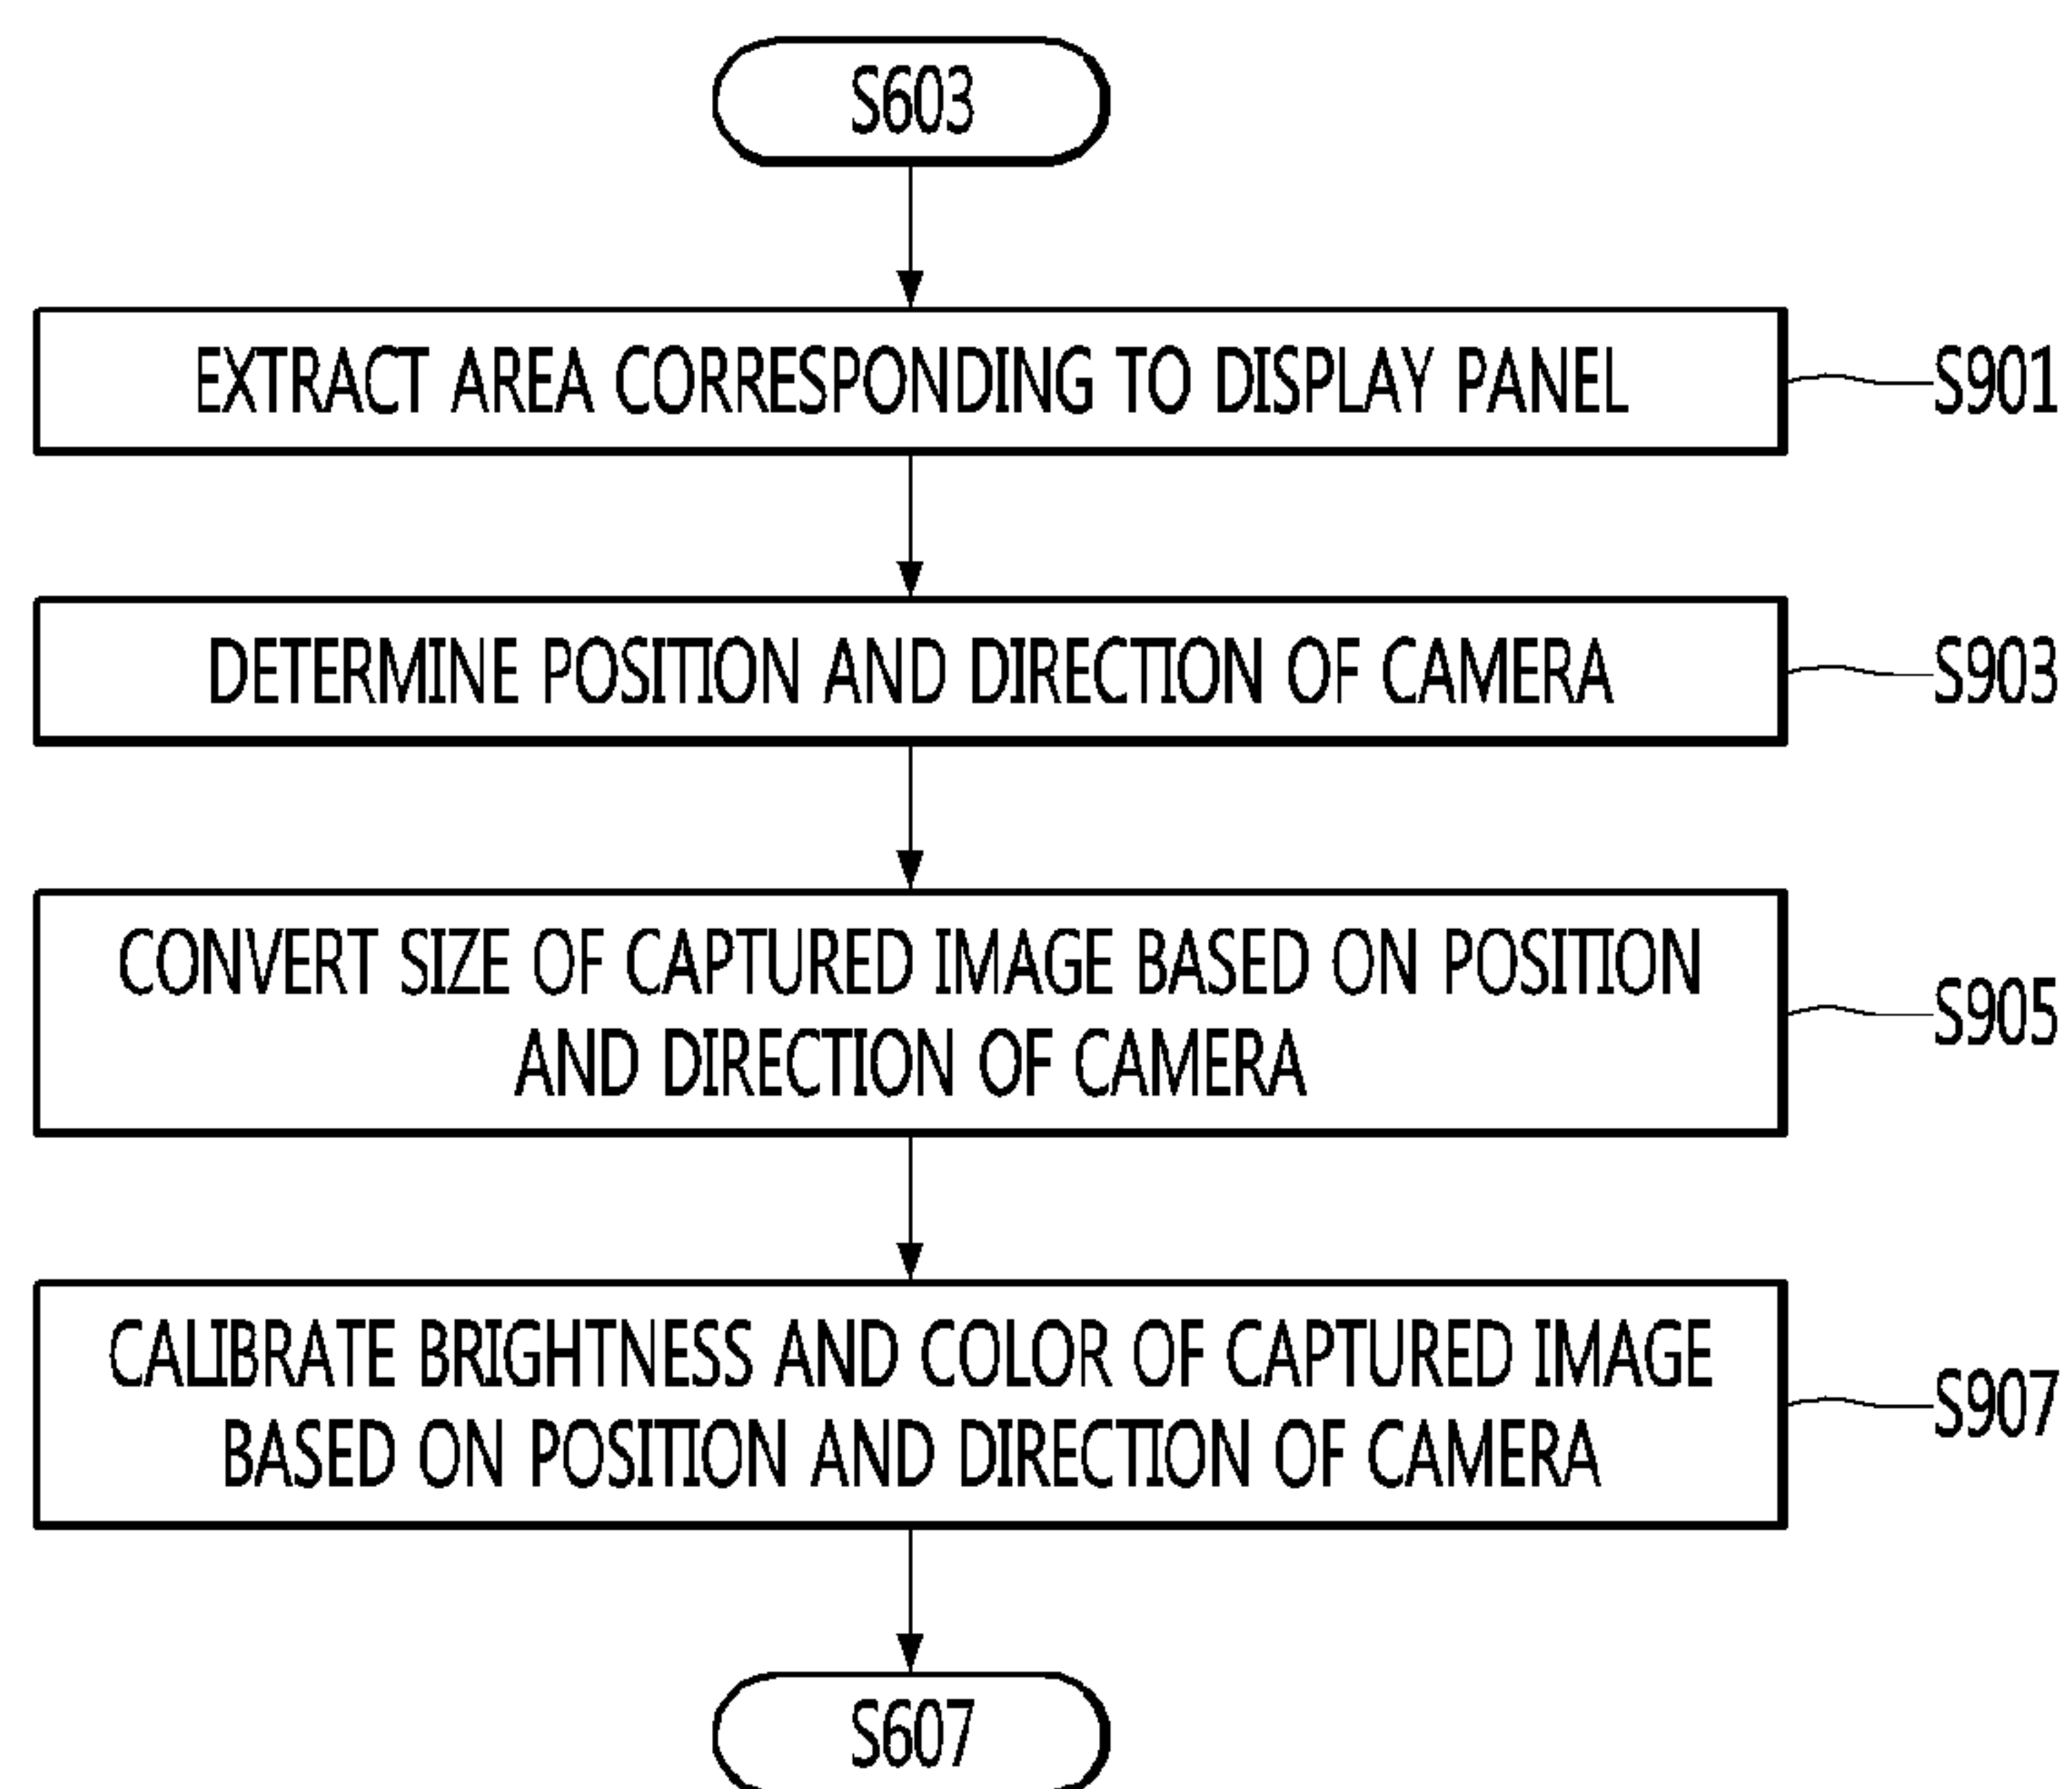 S603
EXTRACT AREA CORRESPONDING TO DISPLAY PANEL
S901
DETERMINE POSITION AND DIRECTION OF CAMERA
S903
CONVERT SIZE OF CAPTURED IMAGE BASED ON POSITION
AND DIRECTION OF CAMERA
S905
CALIBRATE BRIGHTNESS AND COLOR OF CAPTURED IMAGE
BASED ON POSITION AND DIRECTION OF CAMERA
S907
S607